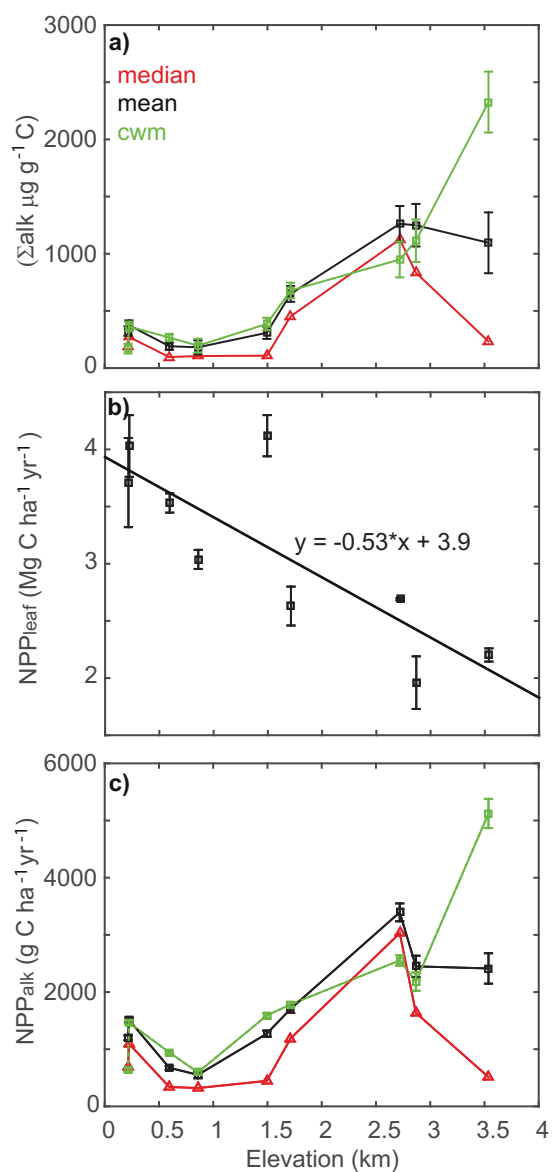 3000
a)
median
mean
cwm
2000
1000
0
(Σalk μg g⁻¹ C)
b)
4
3
2
y = -0.53*x + 3.9
NPPleaf (Mg C ha⁻¹ yr⁻¹)
6000
c)
4000
2000
0
NPPalk (g C ha⁻¹yr⁻¹)
0 0.5 1 1.5 2 2.5 3 3.5 4
Elevation (km)